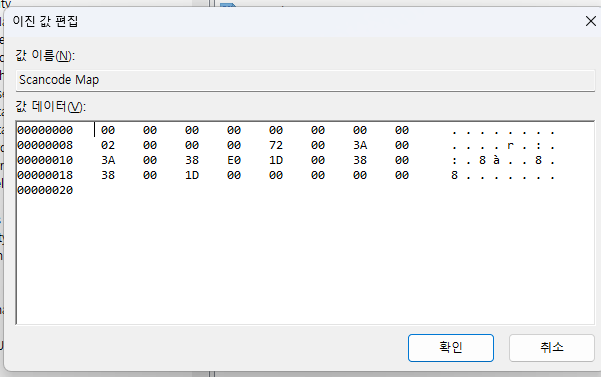 이진 값 편집
값 이름(N):
Scancode Map
값 데이터(V):
00000000 00 00 00 00 00 00 00 00 . . . . . . . .
00000008 02 00 00 00 72 00 3A 00 . . . . r . : .
00000010 3A 00 38 E0 1D 00 38 00 : . 8 à . . 8 .
00000018 38 00 1D 00 00 00 00 00 8 . . . . . . .
00000020
확인 취소